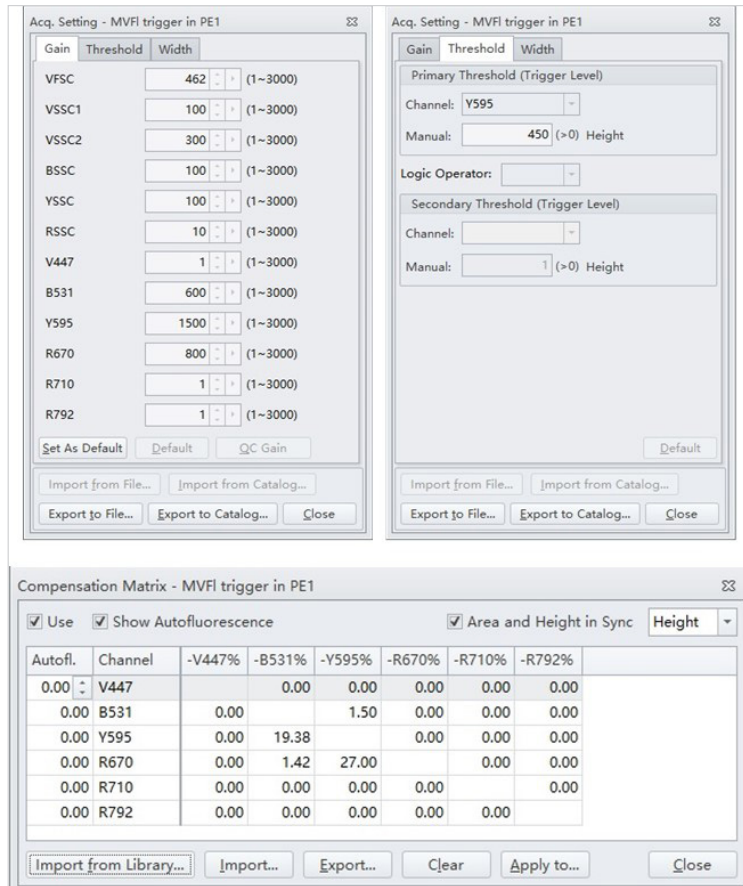 Acq. Setting - MVFl trigger in PE1
Gain Threshold Width
VFSC 462 (1~3000)
VSSC1 100 (1~3000)
VSSC2 300 (1~3000)
BSSC 100 (1~3000)
YSSC 100 (1~3000)
RSSC 10 (1~3000)
V447 1 (1~3000)
B531 600 (1~3000)
Y595 1500 (1~3000)
R670 800 (1~3000)
R710 1 (1~3000)
R792 1 (1~3000)
Set As Default Default QC Gain
Import from File... Import from Catalog...
Export to File... Export to Catalog... Close
Acq. Setting - MVFl trigger in PE1
Gain Threshold Width
Primary Threshold (Trigger Level)
Channel: Y595
Manual: 450 (>0) Height
Logic Operator:
Secondary Threshold (Trigger Level)
Channel:
Manual: 1 (>0) Height
Default
Import from File... Import from Catalog...
Export to File... Export to Catalog... Close
Compensation Matrix - MVFl trigger in PE1
Use Show Autofluorescence Area and Height in Sync Height
Autofl. Channel -V447% -B531% -Y595% -R670% -R710% -R792%
0.00 V447 0.00 0.00 0.00 0.00 0.00
0.00 B531 0.00 1.50 0.00 0.00 0.00
0.00 Y595 0.00 19.38 0.00 0.00 0.00
0.00 R670 0.00 1.42 27.00 0.00 0.00
0.00 R710 0.00 0.00 0.00 0.00 0.00
0.00 R792 0.00 0.00 0.00 0.00 0.00
Import from Library... Import... Export... Clear Apply to... Close